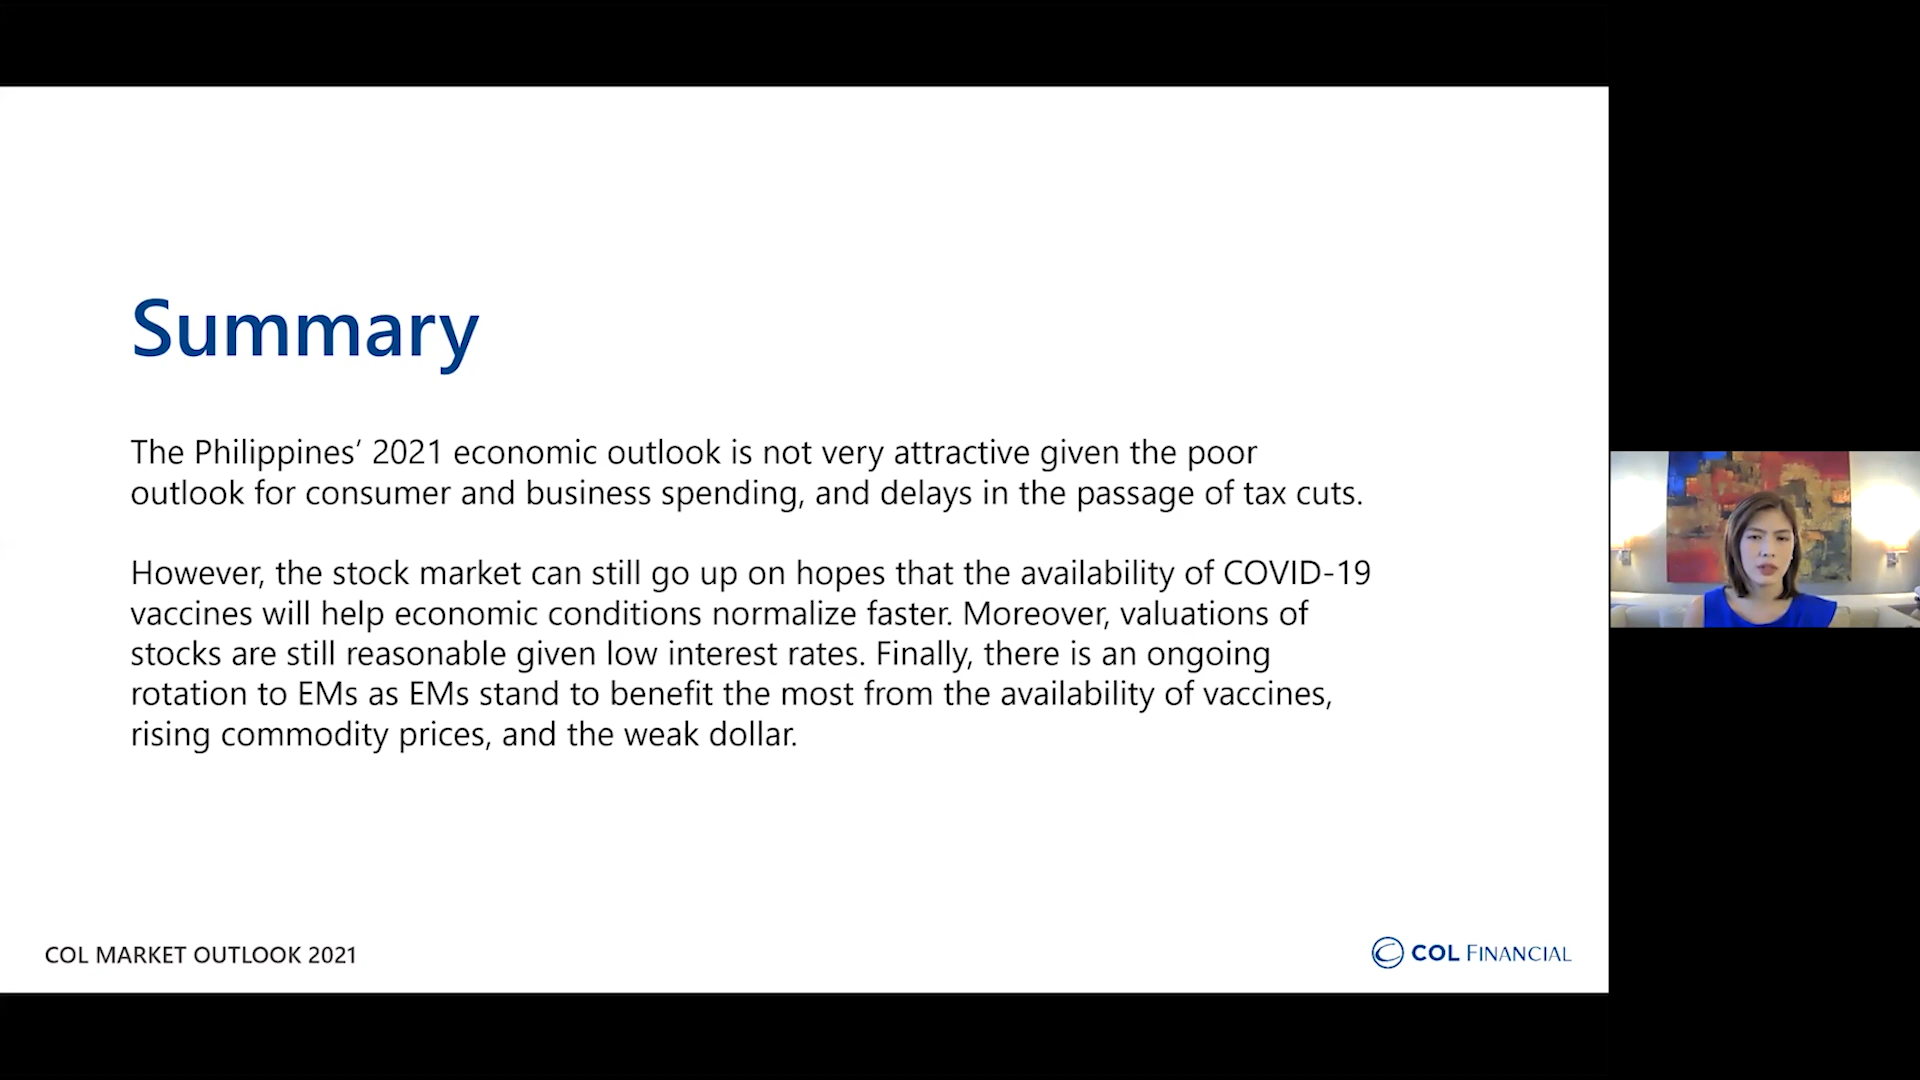 Summary
The Philippines’ 2021 economic outlook is not very attractive given the poor
outlook for consumer and business spending, and delays in the passage of tax cuts.
However, the stock market can still go up on hopes that the availability of COVID-19
vaccines will help economic conditions normalize faster. Moreover, valuations of
stocks are still reasonable given low interest rates. Finally, there is an ongoing
rotation to EMs as EMs stand to benefit the most from the availability of vaccines,
rising commodity prices, and the weak dollar.
COL MARKET OUTLOOK 2021
COL FINANCIAL